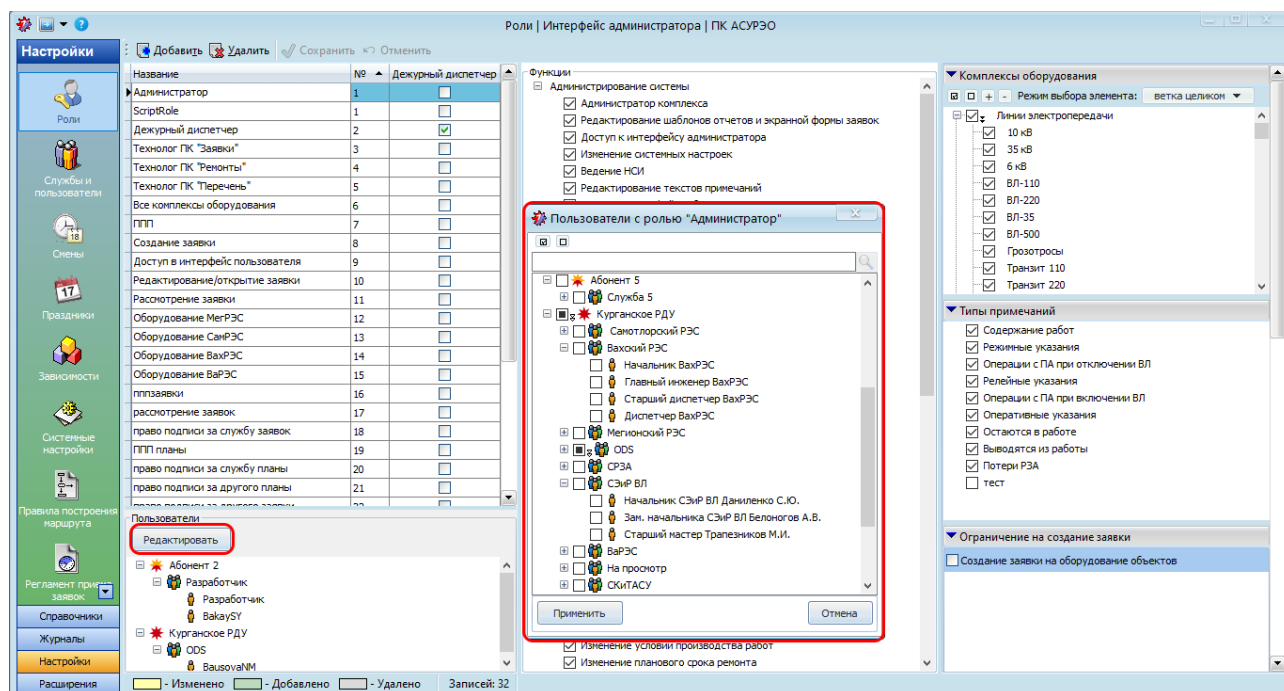 Роли | Интерфейс администратора | ПК АСУРЭО
Настройки
Добавить Удалить Сохранить Отменить
Роли
Службы и
пользователи
Смены
Праздники
Зависимости
Системные
настройки
Правила построения
маршрута
Регламент
заявок
Справочники
Журналы
Настройки
Расширения
Название № Дежурный диспетчер
Администратор 1
ScriptRole 1
Дежурный диспетчер 2
Технолог ПК "Заявки" 3
Технолог ПК "Ремонты" 4
Технолог ПК "Перечень" 5
Все комплексы оборудования 6
ППП 7
Создание заявки 8
Доступ в интерфейс пользователя 9
Редактирование/открытие заявки 10
Рассмотрение заявки 11
Оборудование МегРЭС 12
Оборудование СамРЭС 13
Оборудование ВахРЭС 14
Оборудование ВаРЭС 15
пппзаявки 16
рассмотрение заявок 17
право подписи за службу заявок 18
ППП планы 19
право подписи за службу планы 20
право подписи за другого планы 21
Пользователи
Редактировать
Абонент 2
Разработчик
Разработчик
BakaySY
Курганское РДУ
ODS
BausovaNM
- Изменено - Добавлено - Удалено Записей: 32
Функции
Администрирование системы
Администратор комплекса
Редактирование шаблонов отчетов и экранной формы заявок
Доступ к интерфейсу администратора
Изменение системных настроек
Ведение НСИ
Редактирование текстов примечаний
Пользователи с ролью "Администратор"
Абонент 5
Служба 5
Курганское РДУ
Самотлорский РЭС
Вахский РЭС
Начальник ВахРЭС
Главный инженер ВахРЭС
Старший диспетчер ВахРЭС
Диспетчер ВахРЭС
Мегионский РЭС
ODS
СРЗА
СЭиР ВЛ
Начальник СЭиР ВЛ Даниленко С.Ю.
Зам. начальника СЭиР ВЛ Белоногов А.В.
Старший мастер Трапезников М.И.
ВаРЭС
На просмотр
СКиТАСУ
Применить Отмена
Изменение условий производства работ
Изменение планового срока ремонта
Комплексы оборудования
Режим выбора элемента: ветка целиком
Линии электропередачи
10 кВ
35 кВ
6 кВ
ВЛ-110
ВЛ-220
ВЛ-35
ВЛ-500
Грозотросы
Транзит 110
Транзит 220
Типы примечаний
Содержание работ
Режимные указания
Операции с ПА при отключении ВЛ
Релейные указания
Операции с ПА при включении ВЛ
Оперативные указания
Остаются в работе
Выводятся из работы
Потери РЗА
тест
Ограничение на создание заявки
Создание заявки на оборудование объектов